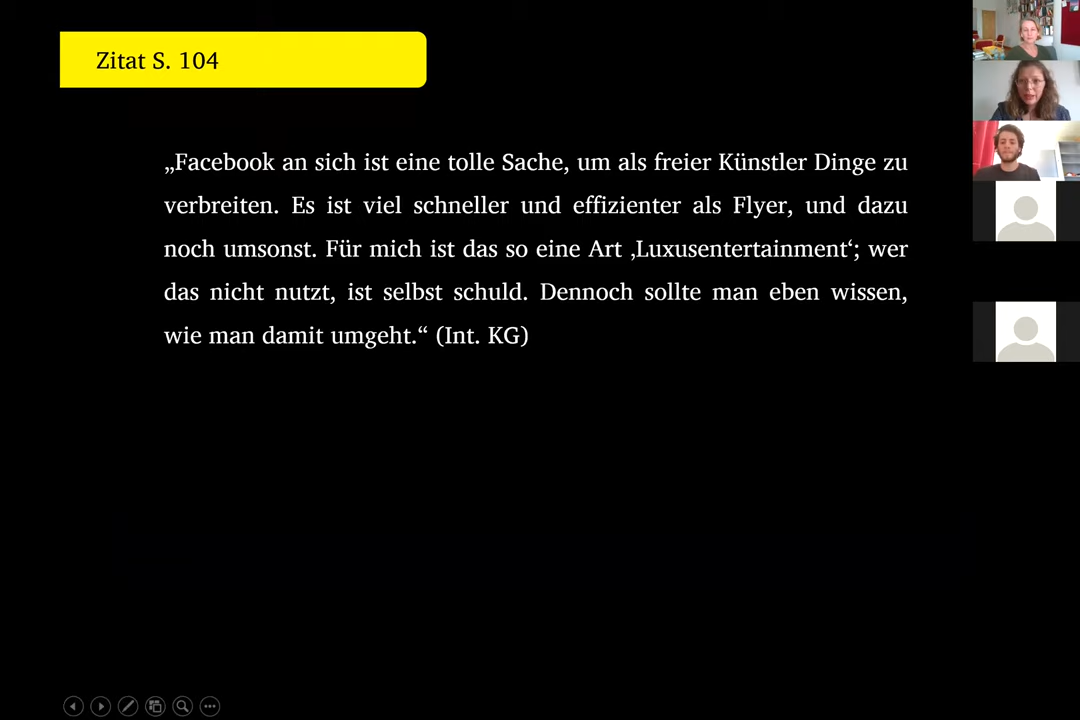 Zitat S. 104
„Facebook an sich ist eine tolle Sache, um als freier Künstler Dinge zu
verbreiten. Es ist viel schneller und effizienter als Flyer, und dazu
noch umsonst. Für mich ist das so eine Art ‚Luxusentertainment‘; wer
das nicht nutzt, ist selbst schuld. Dennoch sollte man eben wissen,
wie man damit umgeht.“ (Int. KG)